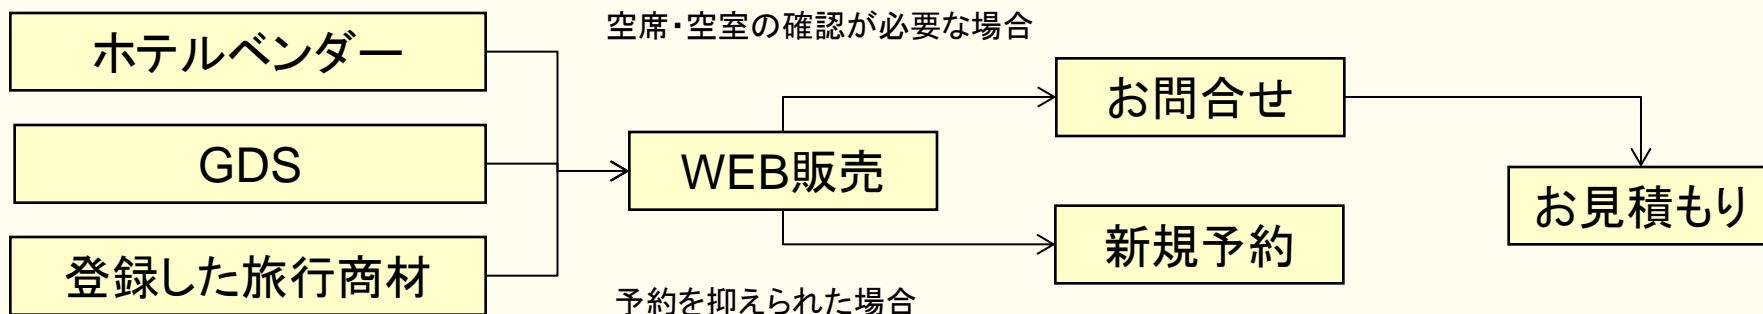 空席・空室の確認が必要な場合
ホテルベンダー
お問合せ
GDS
WEB販売
お見積もり
新規予約
登録した旅行商材
予約を抑えられた場合